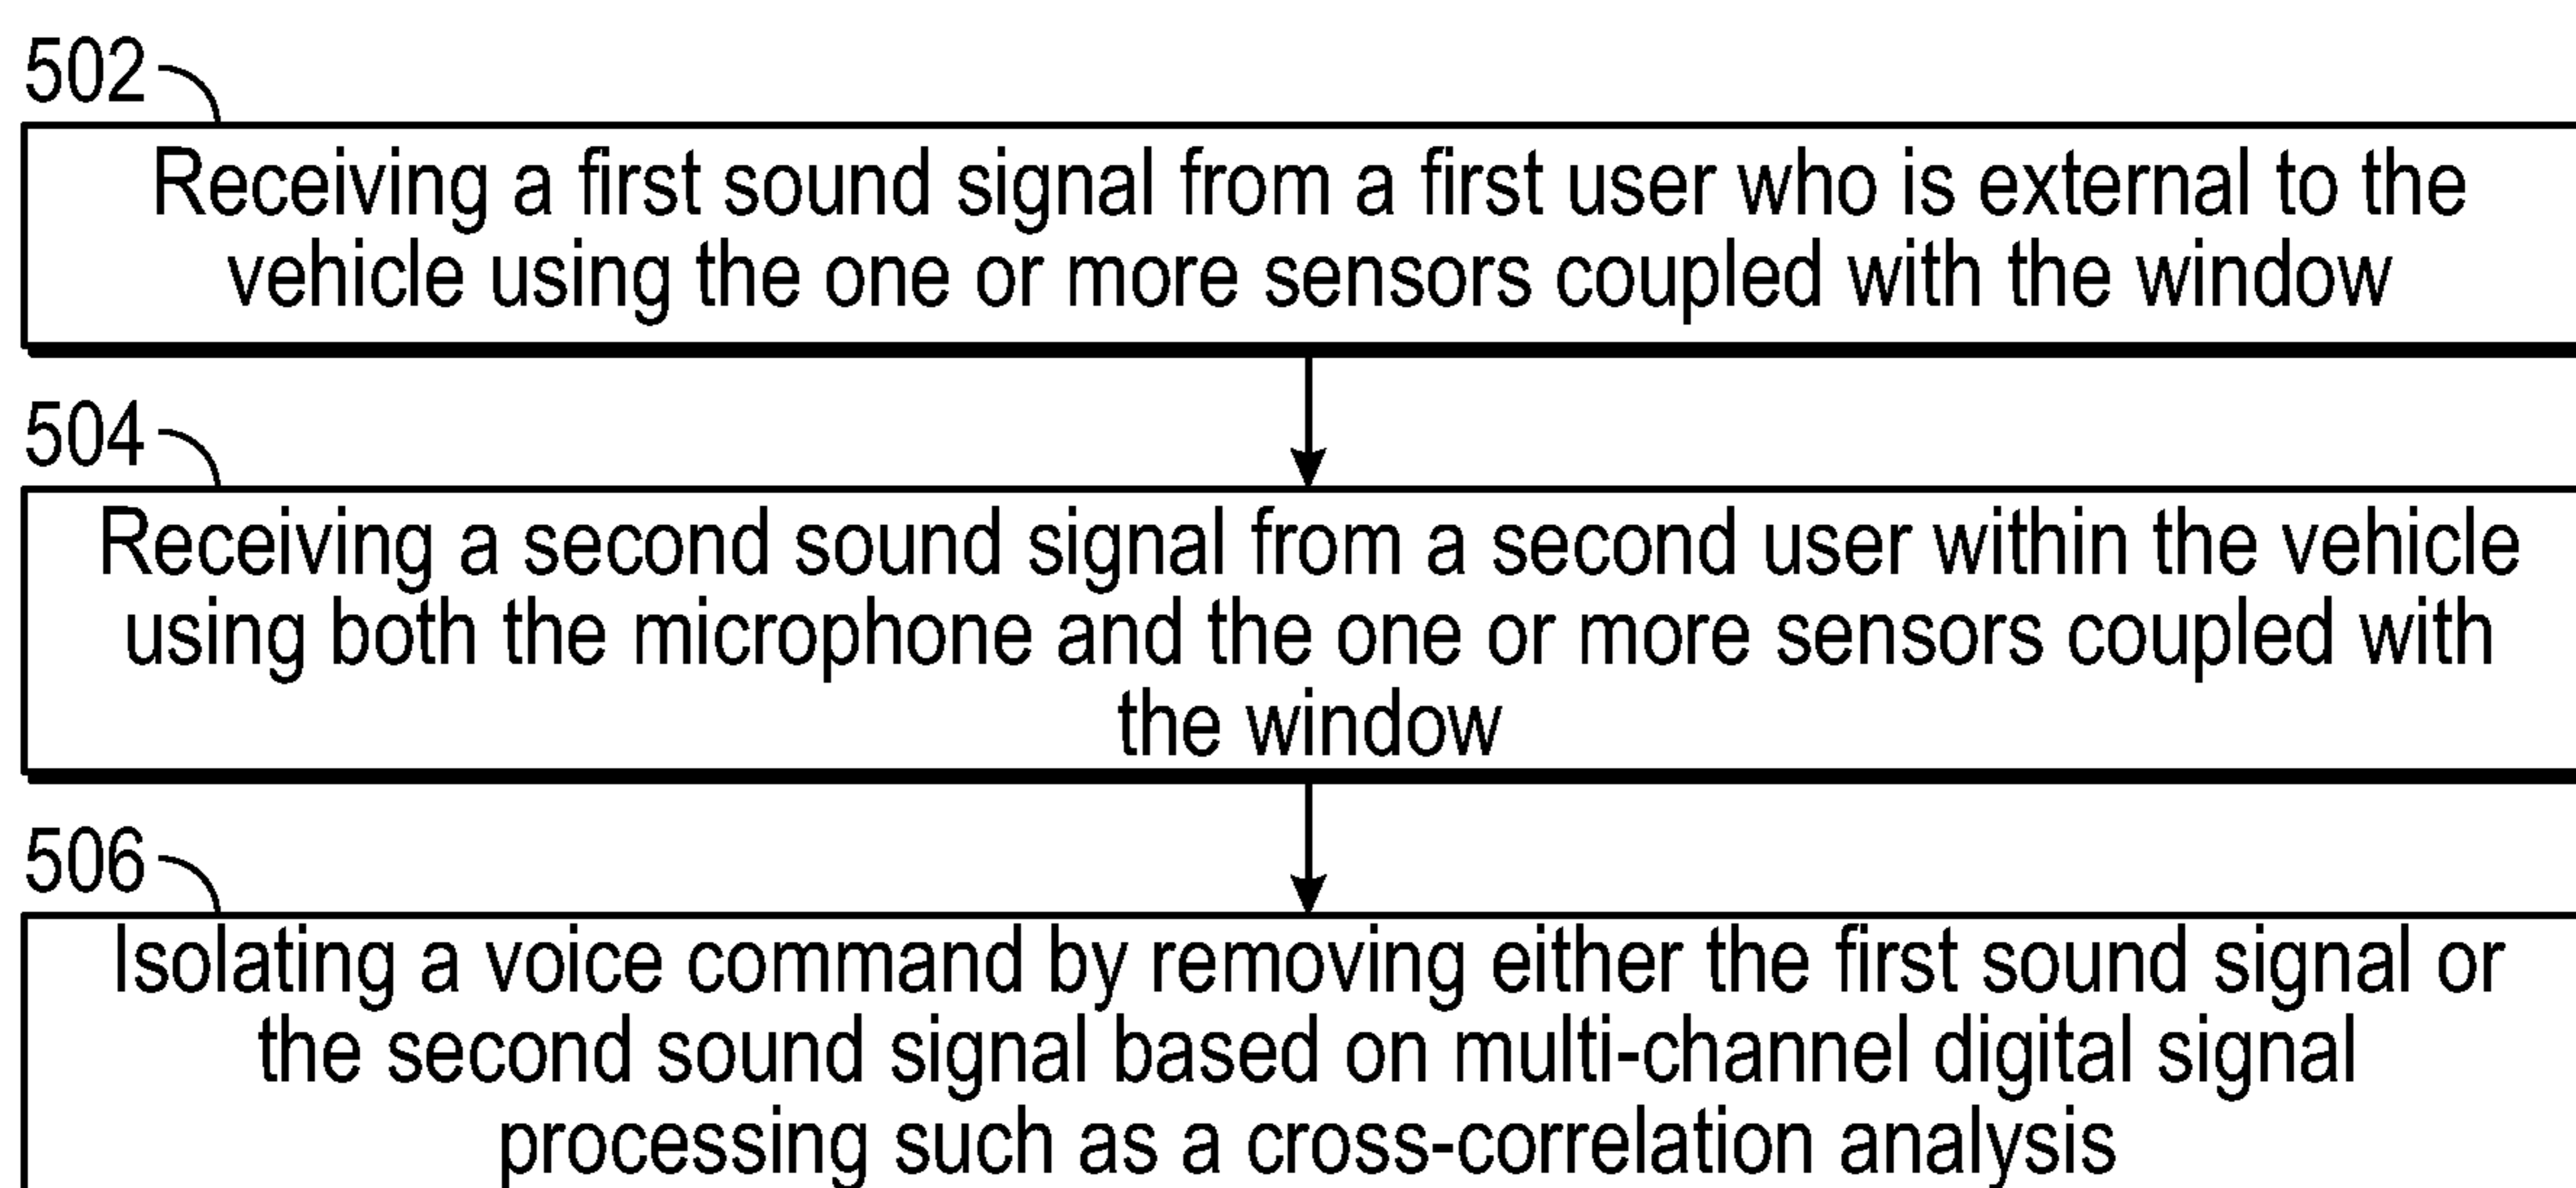 502
Receiving a first sound signal from a first user who is external to the
vehicle using the one or more sensors coupled with the window
504
Receiving a second sound signal from a second user within the vehicle
using both the microphone and the one or more sensors coupled with
the window
506
Isolating a voice command by removing either the first sound signal or
the second sound signal based on multi-channel digital signal
processing such as a cross-correlation analysis